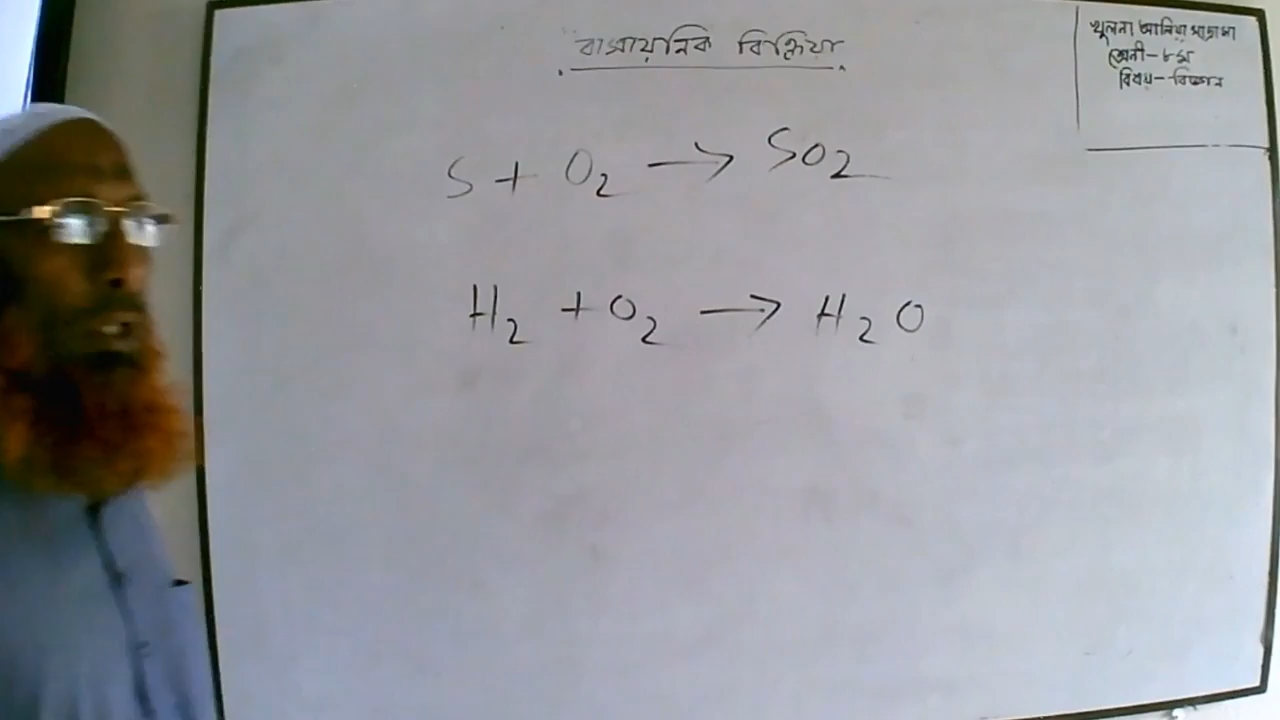 রাসায়নিক বিক্রিয়া
খুলনা আলিয়া মাদ্রাসা
শ্রেনী-৮ম
বিষয়-বিজ্ঞান
S + O₂ → SO₂
H₂ + O₂ → H₂O